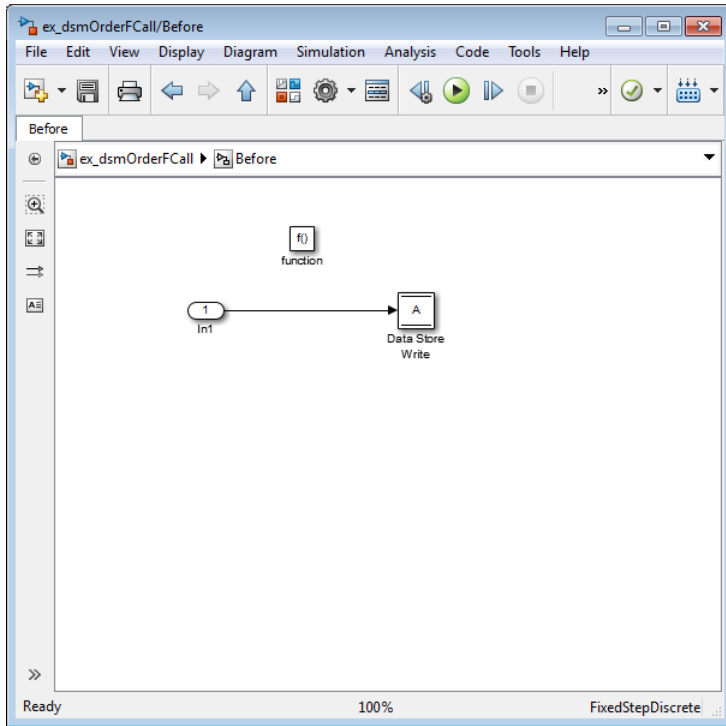 ex_dsmOrderFCall/Before
File Edit View Display Diagram Simulation Analysis Code Tools Help
»
Before
ex_dsmOrderFCall Before
f()
function
1
In1
A
Data Store
Write
A
»
Ready 100% FixedStepDiscrete